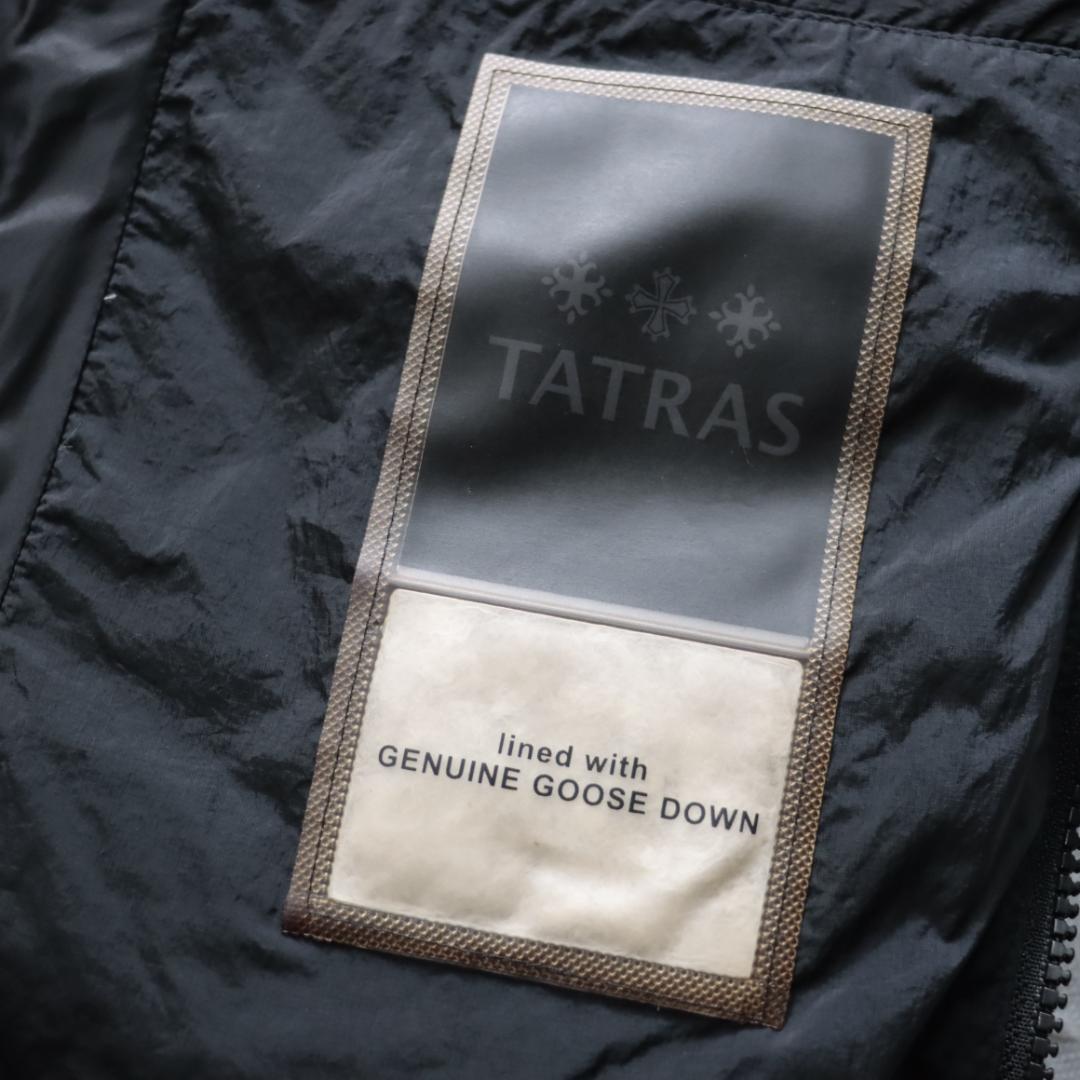 TATRAS
lined with
GENUINE GOOSE DOWN